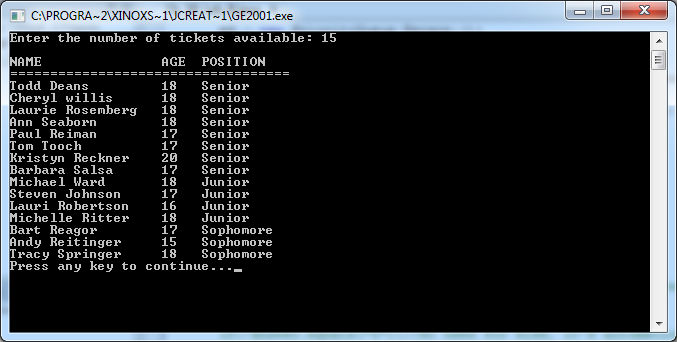 C:\PROGRA~2\XINOXS~1\JCREAT~1\GE2001.exe
Enter the number of tickets available: 15
NAME AGE POSITION
===================================
Todd Deans 18 Senior
Cheryl willis 18 Senior
Laurie Rosemberg 18 Senior
Ann Seaborn 18 Senior
Paul Reiman 17 Senior
Tom Tooch 17 Senior
Kristyn Reckner 20 Senior
Barbara Salsa 17 Senior
Michael Ward 18 Junior
Steven Johnson 17 Junior
Lauri Robertson 16 Junior
Michelle Ritter 18 Junior
Bart Reagor 17 Sophomore
Andy Reitinger 15 Sophomore
Tracy Springer 18 Sophomore
Press any key to continue..._